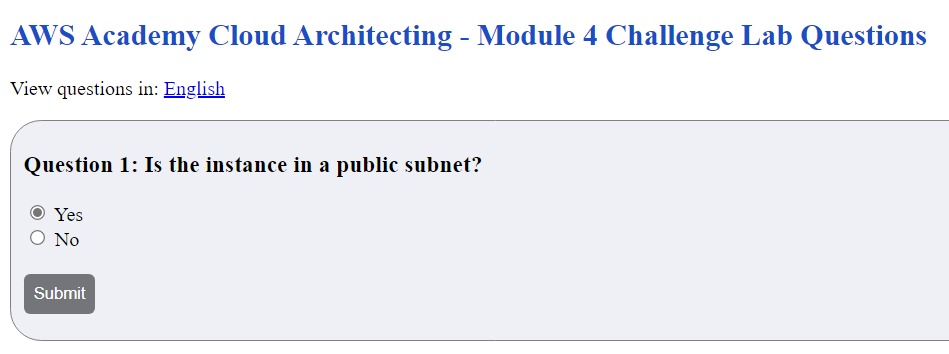 AWS Academy Cloud Architecting - Module 4 Challenge Lab Questions
View questions in: English
Question 1: Is the instance in a public subnet?
Yes
No
Submit